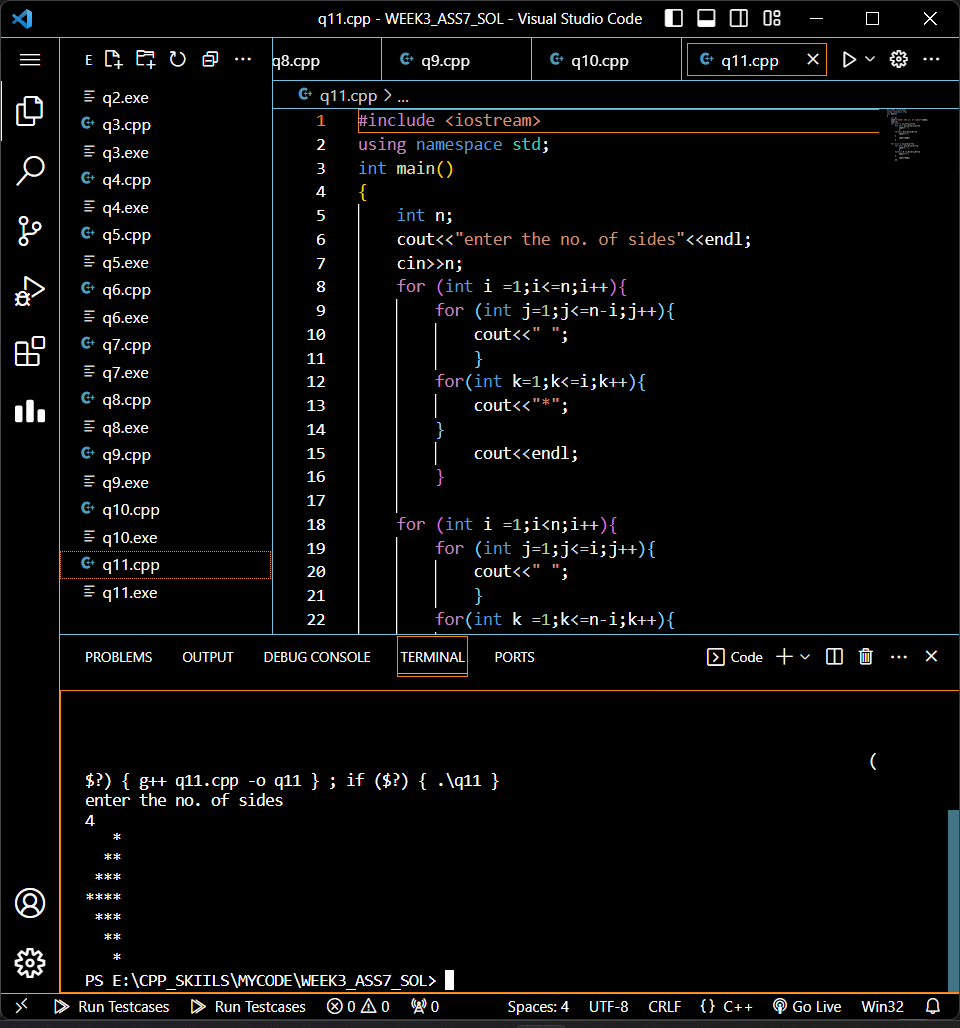 q11.cpp - WEEK3_ASS7_SOL - Visual Studio Code
E
q8.cpp
q9.cpp
q10.cpp
q11.cpp
q11.cpp > ...
q2.exe
q3.cpp
q3.exe
q4.cpp
q4.exe
q5.cpp
q5.exe
q6.cpp
q6.exe
q7.cpp
q7.exe
q8.cpp
q8.exe
q9.cpp
q9.exe
q10.cpp
q10.exe
q11.cpp
q11.exe
1 #include <iostream>
2 using namespace std;
3 int main()
4 {
5 int n;
6 cout<<"enter the no. of sides"<<endl;
7 cin>>n;
8 for (int i =1;i<=n;i++){
9 for (int j=1;j<=n-i;j++){
10 cout<<" ";
11 }
12 for(int k=1;k<=i;k++){
13 cout<<"*";
14 }
15 cout<<endl;
16 }
17
18 for (int i =1;i<n;i++){
19 for (int j=1;j<=i;j++){
20 cout<<" ";
21 }
22 for(int k =1;k<=n-i;k++){
PROBLEMS OUTPUT DEBUG CONSOLE TERMINAL PORTS
Code
(
$?) { g++ q11.cpp -o q11 } ; if ($?) { .\q11 }
enter the no. of sides
4
   *
  **
 ***
****
 ***
  **
   *
PS E:\CPP_SKIILS\MYCODE\WEEK3_ASS7_SOL>
Run Testcases Run Testcases 0 0 0 Spaces: 4 UTF-8 CRLF {} C++ Go Live Win32